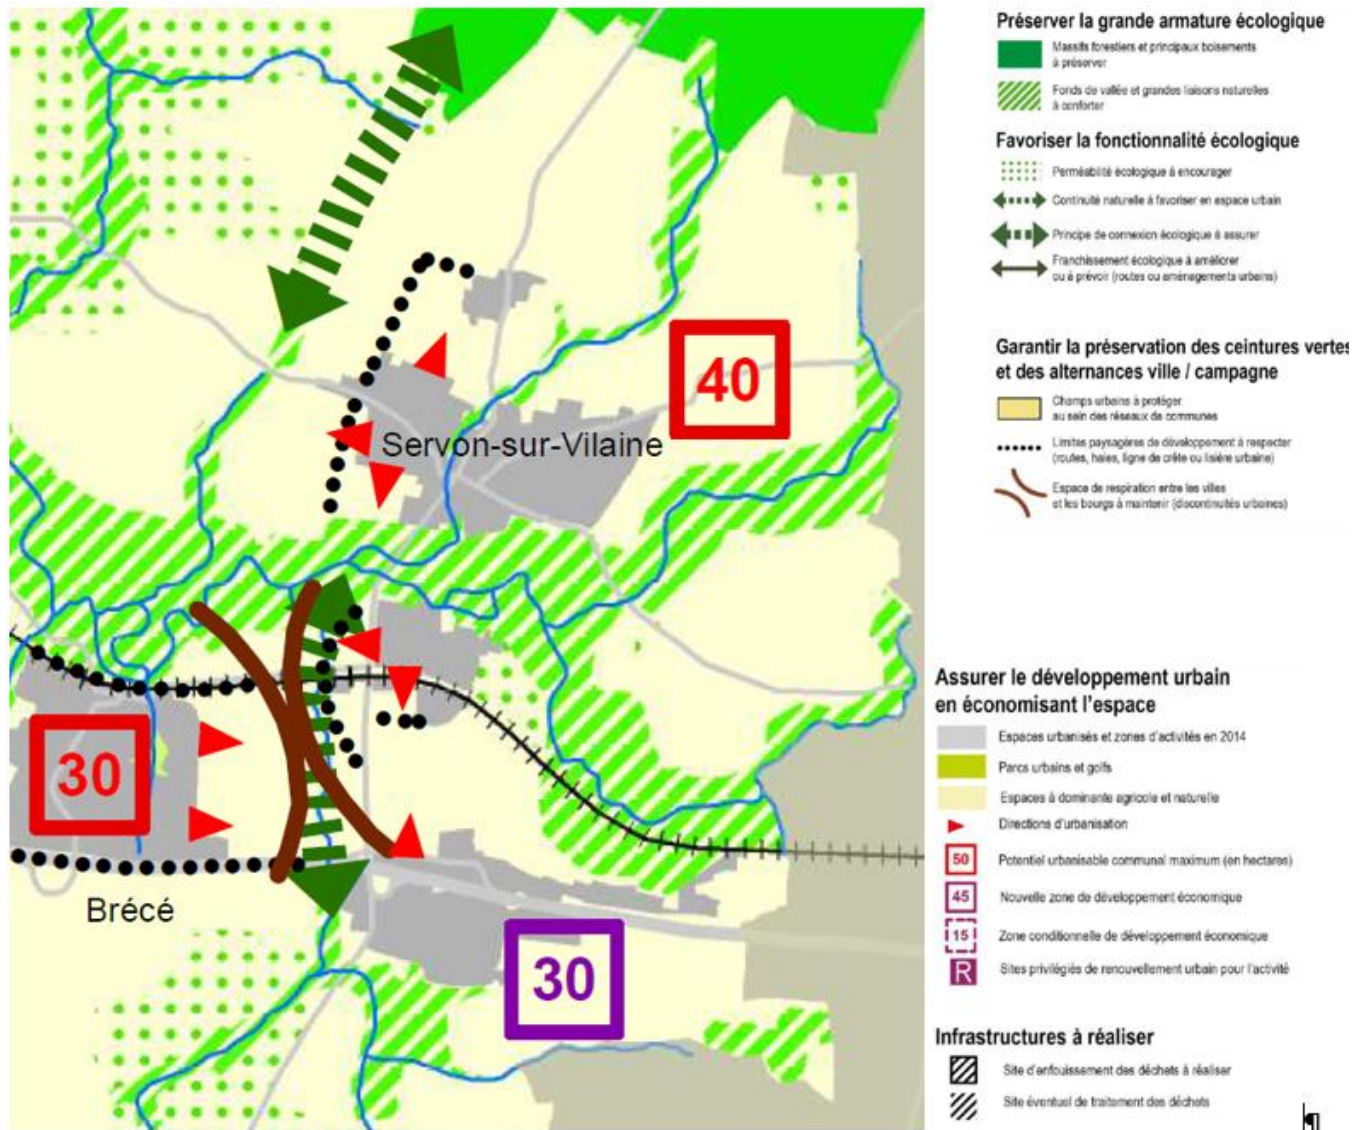 40
Servon-sur-Vilaine
30
Brécé
30
Préserver la grande armature écologique
Massifs forestiers et principaux boisements
à préserver
Fonds de vallée et grandes liaisons naturelles
à conforter
Favoriser la fonctionnalité écologique
Perméabilité écologique à encourager
Continuité naturelle à favoriser en espace urbain
Principe de connexion écologique à assurer
Franchissement écologique à améliorer
ou à prévoir (routes ou aménagements urbains)
Garantir la préservation des ceintures vertes
et des alternances ville / campagne
Champs urbains à protéger
au sein des réseaux de communes
Limites paysagères de développement à respecter
(routes, haies, ligne de crête ou lisière urbaine)
Espace de respiration entre les villes
et les bourgs à maintenir (discontinuités urbaines)
Assurer le développement urbain
en économisant l'espace
Espaces urbanisés et zones d'activités en 2014
Parcs urbains et golfs
Espaces à dominante agricole et naturelle
Directions d'urbanisation
50 Potentiel urbanisable communal maximum (en hectares)
45 Nouvelle zone de développement économique
15 Zone conditionnelle de développement économique
R Sites privilégiés de renouvellement urbain pour l'activité
Infrastructures à réaliser
Site d'enfouissement des déchets à réaliser
Site éventuel de traitement des déchets
¶